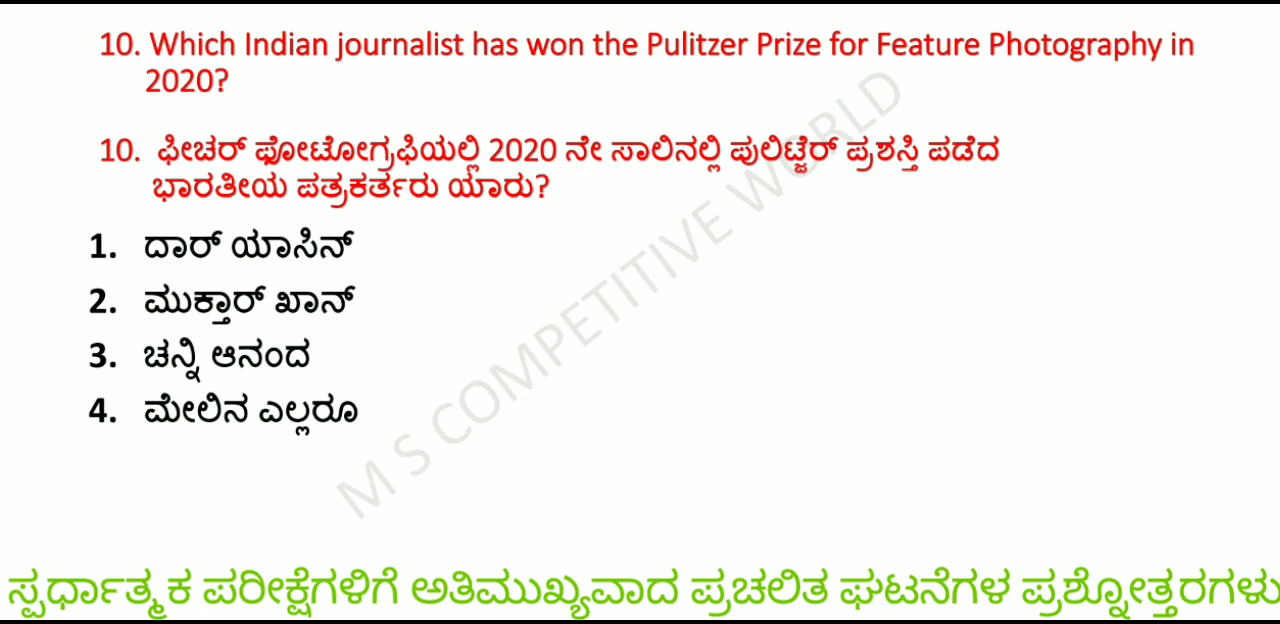 10. Which Indian journalist has won the Pulitzer Prize for Feature Photography in
2020?
10. ಫೀಚರ್ ಫೋಟೋಗ್ರಫಿಯಲ್ಲಿ 2020 ನೇ ಸಾಲಿನಲ್ಲಿ ಪುಲಿಟ್ಜೆರ್ ಪ್ರಶಸ್ತಿ ಪಡೆದ
ಭಾರತೀಯ ಪತ್ರಕರ್ತರು ಯಾರು?
1. ದಾರ್ ಯಾಸಿನ್
2. ಮುಕ್ತಾರ್ ಖಾನ್
3. ಚನ್ನಿ ಆನಂದ
4. ಮೇಲಿನ ಎಲ್ಲರೂ
M S COMPETITIVE WORLD
ಸ್ಪರ್ಧಾತ್ಮಕ ಪರೀಕ್ಷೆಗಳಿಗೆ ಅತಿಮುಖ್ಯವಾದ ಪ್ರಚಲಿತ ಘಟನೆಗಳ ಪ್ರಶ್ನೋತ್ತರಗಳು